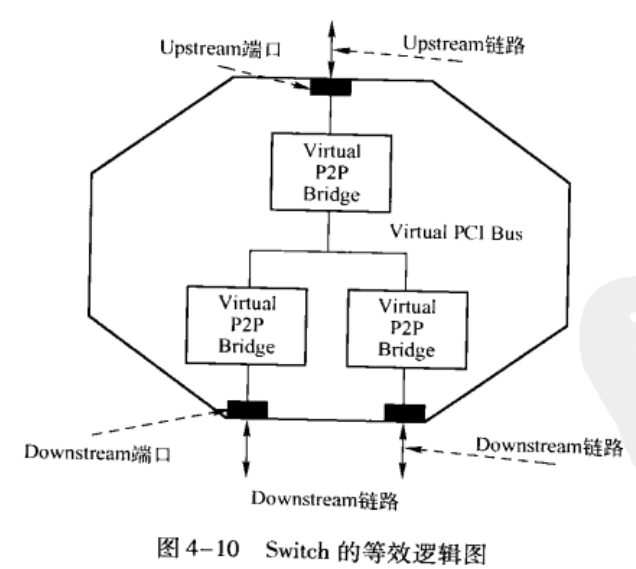 Upstream端口
Upstream链路
Virtual
P2P
Bridge
Virtual PCI Bus
Virtual
P2P
Bridge
Virtual
P2P
Bridge
Downstream端口
Downstream链路
Downstream链路
图 4-10 Switch 的等效逻辑图